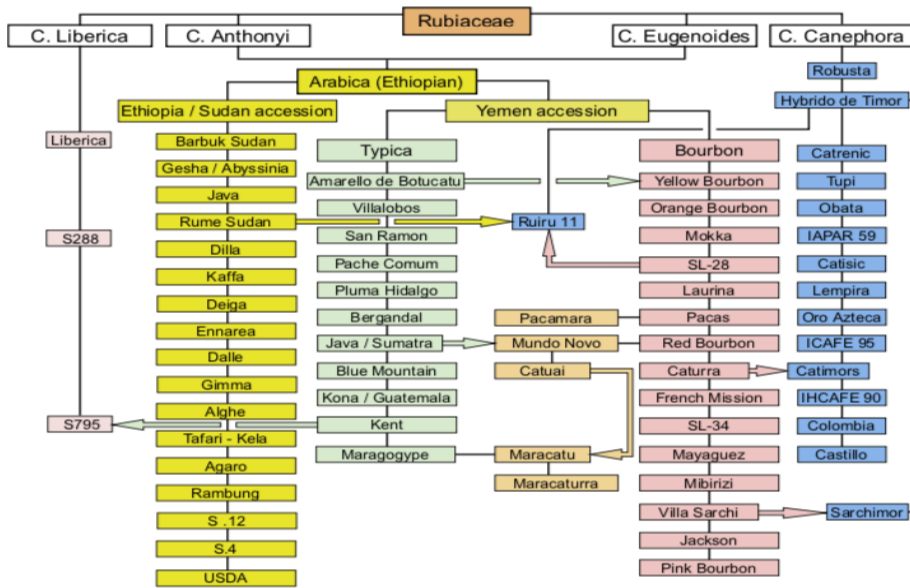 Rubiaceae
C. Liberica
C. Anthonyi
C. Eugenoides
C. Canephora
Robusta
Arabica (Ethiopian)
Hybrido de Timor
Ethiopia / Sudan accession
Yemen accession
Liberica
S288
S795
Barbuk Sudan
Gesha / Abyssinia
Java
Rume Sudan
Dilla
Kaffa
Deiga
Ennarea
Dalle
Gimma
Alghe
Tafari - Kela
Agaro
Rambung
S .12
S.4
USDA
Typica
Amarello de Botucatu
Villalobos
San Ramon
Pache Comum
Pluma Hidalgo
Bergandal
Java / Sumatra
Blue Mountain
Kona / Guatemala
Kent
Maragogype
Ruiru 11
Pacamara
Mundo Novo
Catuai
Maracatu
Maracaturra
Bourbon
Yellow Bourbon
Orange Bourbon
Mokka
SL-28
Laurina
Pacas
Red Bourbon
Caturra
French Mission
SL-34
Mayaguez
Mibirizi
Villa Sarchi
Jackson
Pink Bourbon
Catrenic
Tupi
Obata
IAPAR 59
Catisic
Lempira
Oro Azteca
ICAFE 95
Catimors
IHCAFE 90
Colombia
Castillo
Sarchimor